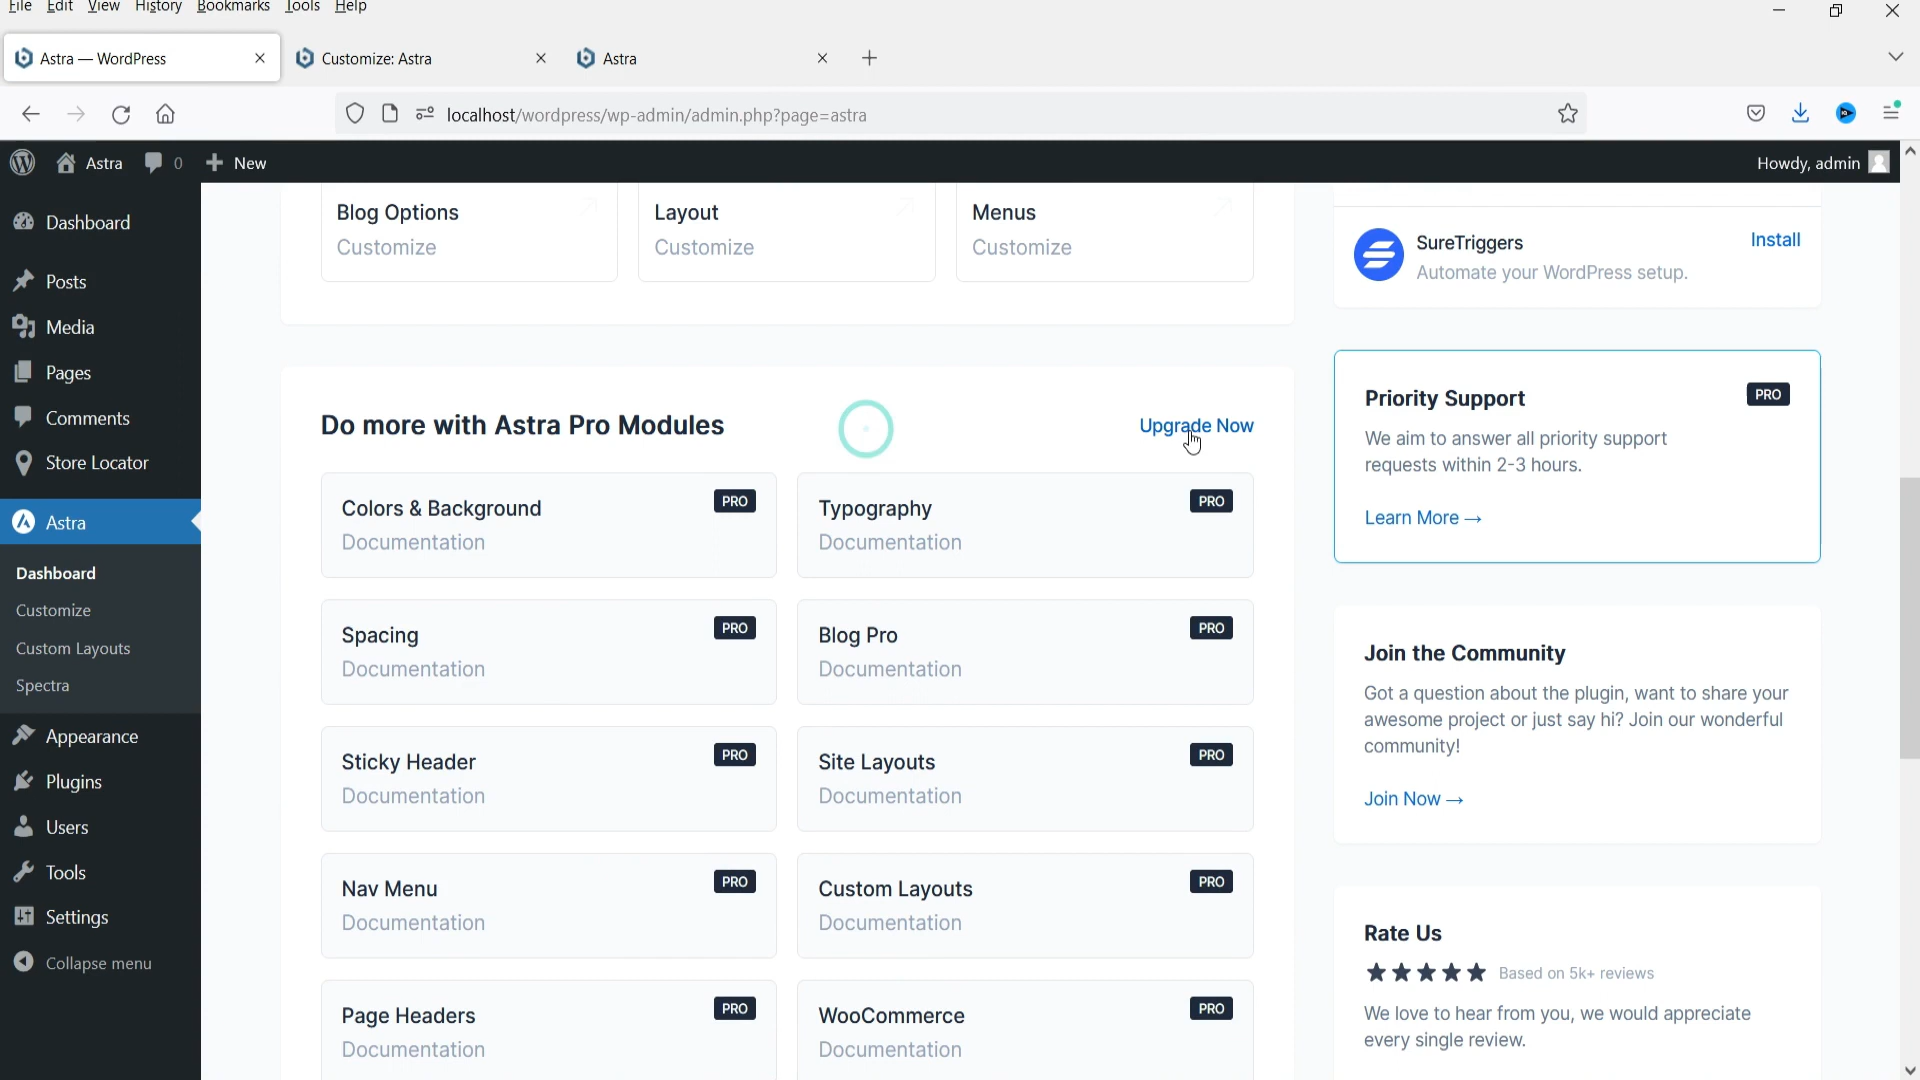 File Edit View History Bookmarks Tools Help
Astra — WordPress
Customize: Astra
Astra
localhost/wordpress/wp-admin/admin.php?page=astra
Astra
0
New
Howdy, admin
Dashboard
Posts
Media
Pages
Comments
Store Locator
Astra
Dashboard
Customize
Custom Layouts
Spectra
Appearance
Plugins
Users
Tools
Settings
Collapse menu
Blog Options
Customize
Layout
Customize
Menus
Customize
Do more with Astra Pro Modules
Upgrade Now
Colors & Background PRO
Documentation
Typography PRO
Documentation
Spacing PRO
Documentation
Blog Pro PRO
Documentation
Sticky Header PRO
Documentation
Site Layouts PRO
Documentation
Nav Menu PRO
Documentation
Custom Layouts PRO
Documentation
Page Headers PRO
Documentation
WooCommerce PRO
Documentation
SureTriggers Install
Automate your WordPress setup.
Priority Support PRO
We aim to answer all priority support
requests within 2-3 hours.
Learn More →
Join the Community
Got a question about the plugin, want to share your
awesome project or just say hi? Join our wonderful
community!
Join Now →
Rate Us
★★★★★ Based on 5k+ reviews
We love to hear from you, we would appreciate
every single review.